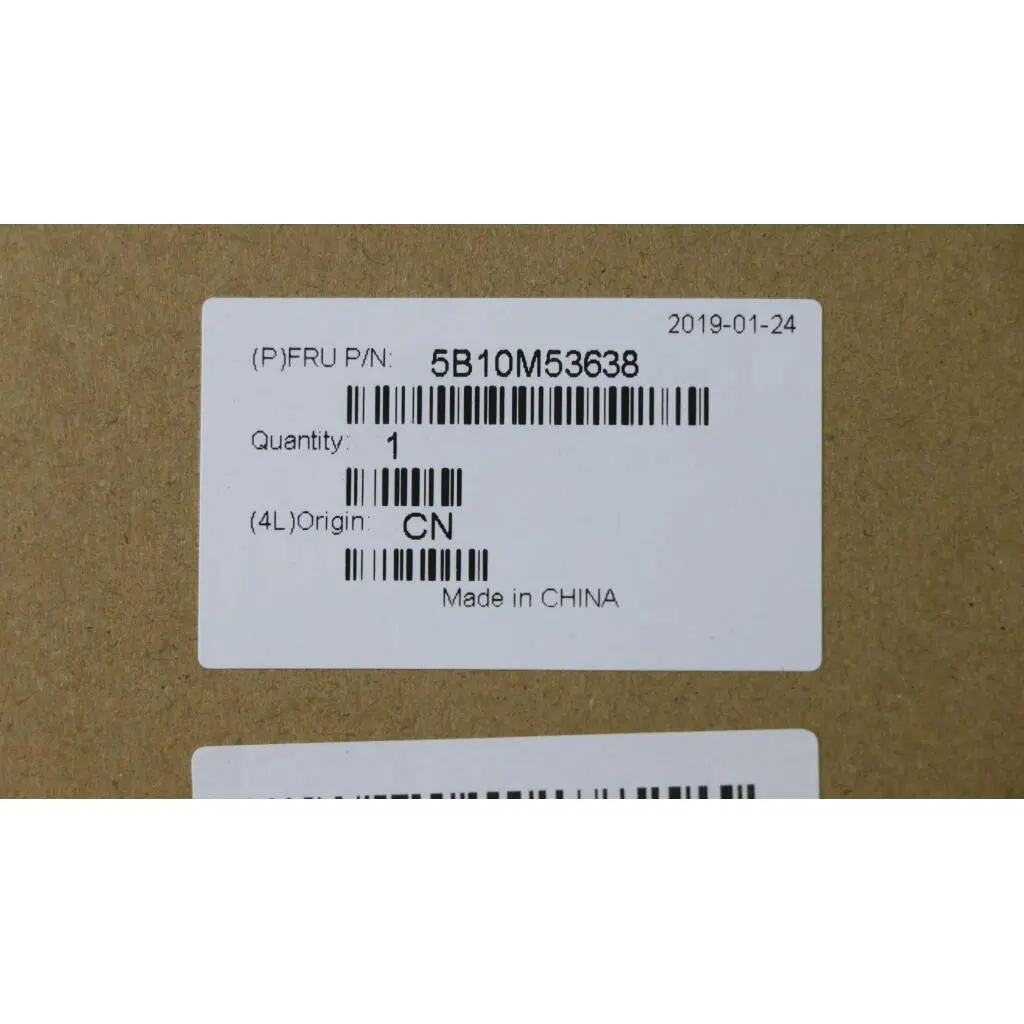 2019-01-24
(P)FRU P/N: 5B10M53638
Quantity: 1
(4L)Origin: CN
Made in CHINA